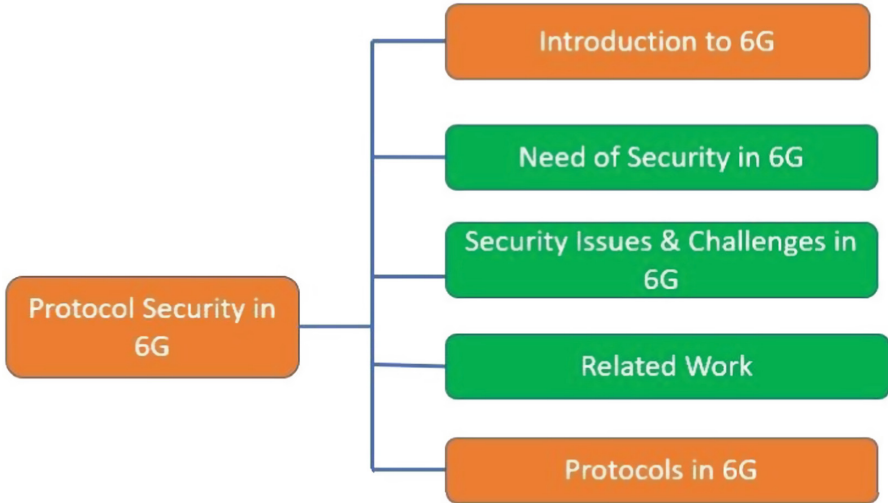 Introduction to 6G
Need of Security in 6G
Security Issues & Challenges in
6G
Protocol Security in
6G
Related Work
Protocols in 6G